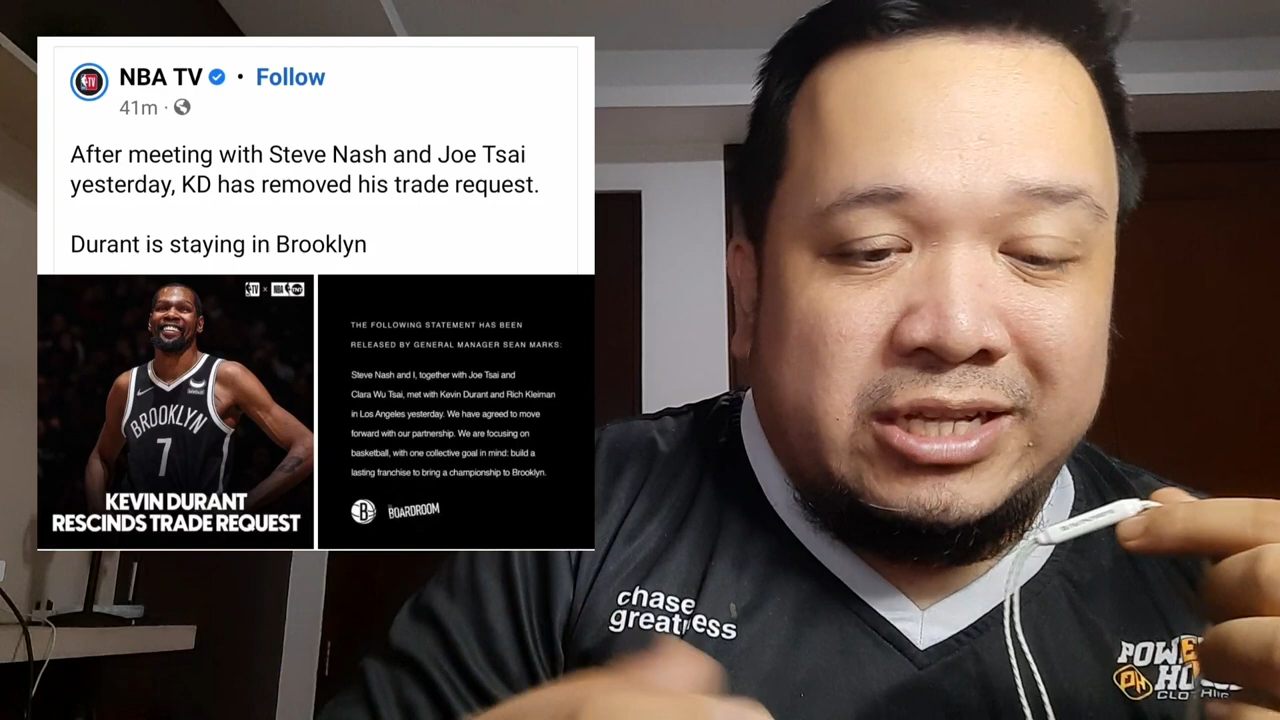 NBA TV • Follow
41m ·
After meeting with Steve Nash and Joe Tsai
yesterday, KD has removed his trade request.
Durant is staying in Brooklyn
BROOKLYN
7
KEVIN DURANT
RESCINDS TRADE REQUEST
THE FOLLOWING STATEMENT HAS BEEN
RELEASED BY GENERAL MANAGER SEAN MARKS:
Steve Nash and I, together with Joe Tsai and
Clara Wu Tsai, met with Kevin Durant and Rich Kleiman
in Los Angeles yesterday. We have agreed to move
forward with our partnership. We are focusing on
basketball, with one collective goal in mind: build a
lasting franchise to bring a championship to Brooklyn.
B
BOARDROOM
chase
greatness
PH
CLOTHING